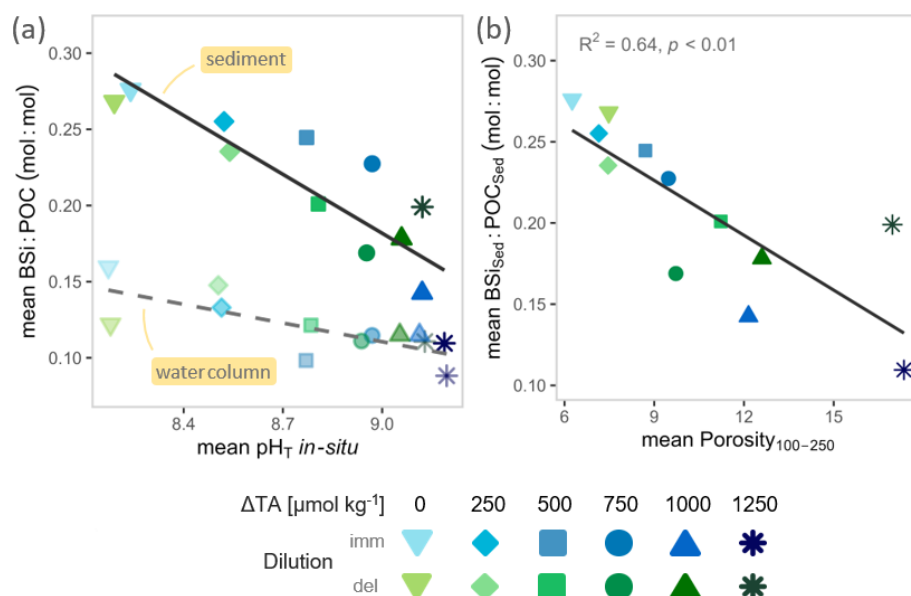 (a)
mean BSi : POC (mol : mol)
0.30
0.25
0.20
0.15
0.10
sediment
water column
8.4 8.7 9.0
mean pH_T in-situ
(b)
R² = 0.64, p < 0.01
mean BSi_Sed : POC_Sed (mol : mol)
0.30
0.25
0.20
0.15
0.10
6 9 12 15
mean Porosity_100−250
ΔTA [µmol kg⁻¹] 0 250 500 750 1000 1250
Dilution
imm
del